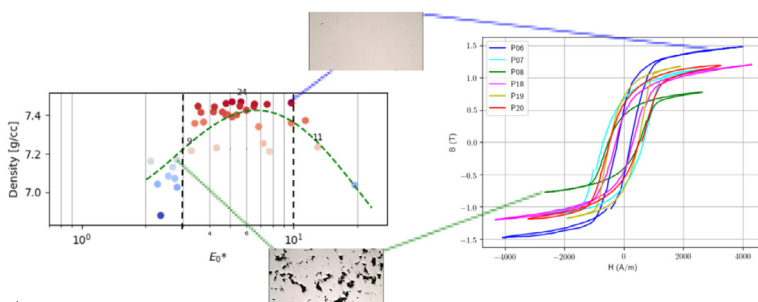 24
7.4
9
11
7.2
7.0
Density [g/cc]
10⁰
2
3
4
6
10¹
E₀*
1.5
1.0
0.5
0.0
−0.5
−1.0
−1.5
B (T)
P06
P07
P08
P18
P19
P20
−4000
−2000
0
2000
4000
H (A/m)